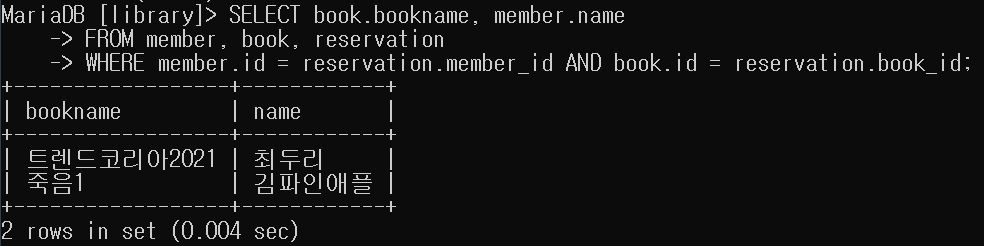 MariaDB [library]> SELECT book.bookname, member.name
    -> FROM member, book, reservation
    -> WHERE member.id = reservation.member_id AND book.id = reservation.book_id;
+------------------+------------+
| bookname         | name       |
+------------------+------------+
| 트렌드코리아2021 | 최두리     |
| 죽음1            | 김파인애플 |
+------------------+------------+
2 rows in set (0.004 sec)